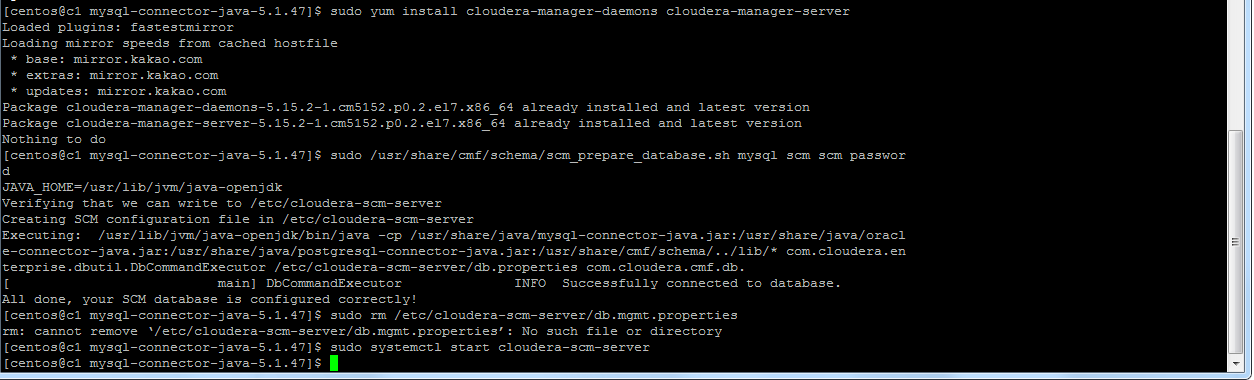 [centos@c1 mysql-connector-java-5.1.47]$ sudo yum install cloudera-manager-daemons cloudera-manager-server
Loaded plugins: fastestmirror
Loading mirror speeds from cached hostfile
 * base: mirror.kakao.com
 * extras: mirror.kakao.com
 * updates: mirror.kakao.com
Package cloudera-manager-daemons-5.15.2-1.cm5152.p0.2.el7.x86_64 already installed and latest version
Package cloudera-manager-server-5.15.2-1.cm5152.p0.2.el7.x86_64 already installed and latest version
Nothing to do
[centos@c1 mysql-connector-java-5.1.47]$ sudo /usr/share/cmf/schema/scm_prepare_database.sh mysql scm scm passwor
d
JAVA_HOME=/usr/lib/jvm/java-openjdk
Verifying that we can write to /etc/cloudera-scm-server
Creating SCM configuration file in /etc/cloudera-scm-server
Executing:  /usr/lib/jvm/java-openjdk/bin/java -cp /usr/share/java/mysql-connector-java.jar:/usr/share/java/oracl
e-connector-java.jar:/usr/share/java/postgresql-connector-java.jar:/usr/share/cmf/schema/../lib/* com.cloudera.en
terprise.dbutil.DbCommandExecutor /etc/cloudera-scm-server/db.properties com.cloudera.cmf.db.
[                          main] DbCommandExecutor              INFO  Successfully connected to database.
All done, your SCM database is configured correctly!
[centos@c1 mysql-connector-java-5.1.47]$ sudo rm /etc/cloudera-scm-server/db.mgmt.properties
rm: cannot remove ‘/etc/cloudera-scm-server/db.mgmt.properties’: No such file or directory
[centos@c1 mysql-connector-java-5.1.47]$ sudo systemctl start cloudera-scm-server
[centos@c1 mysql-connector-java-5.1.47]$